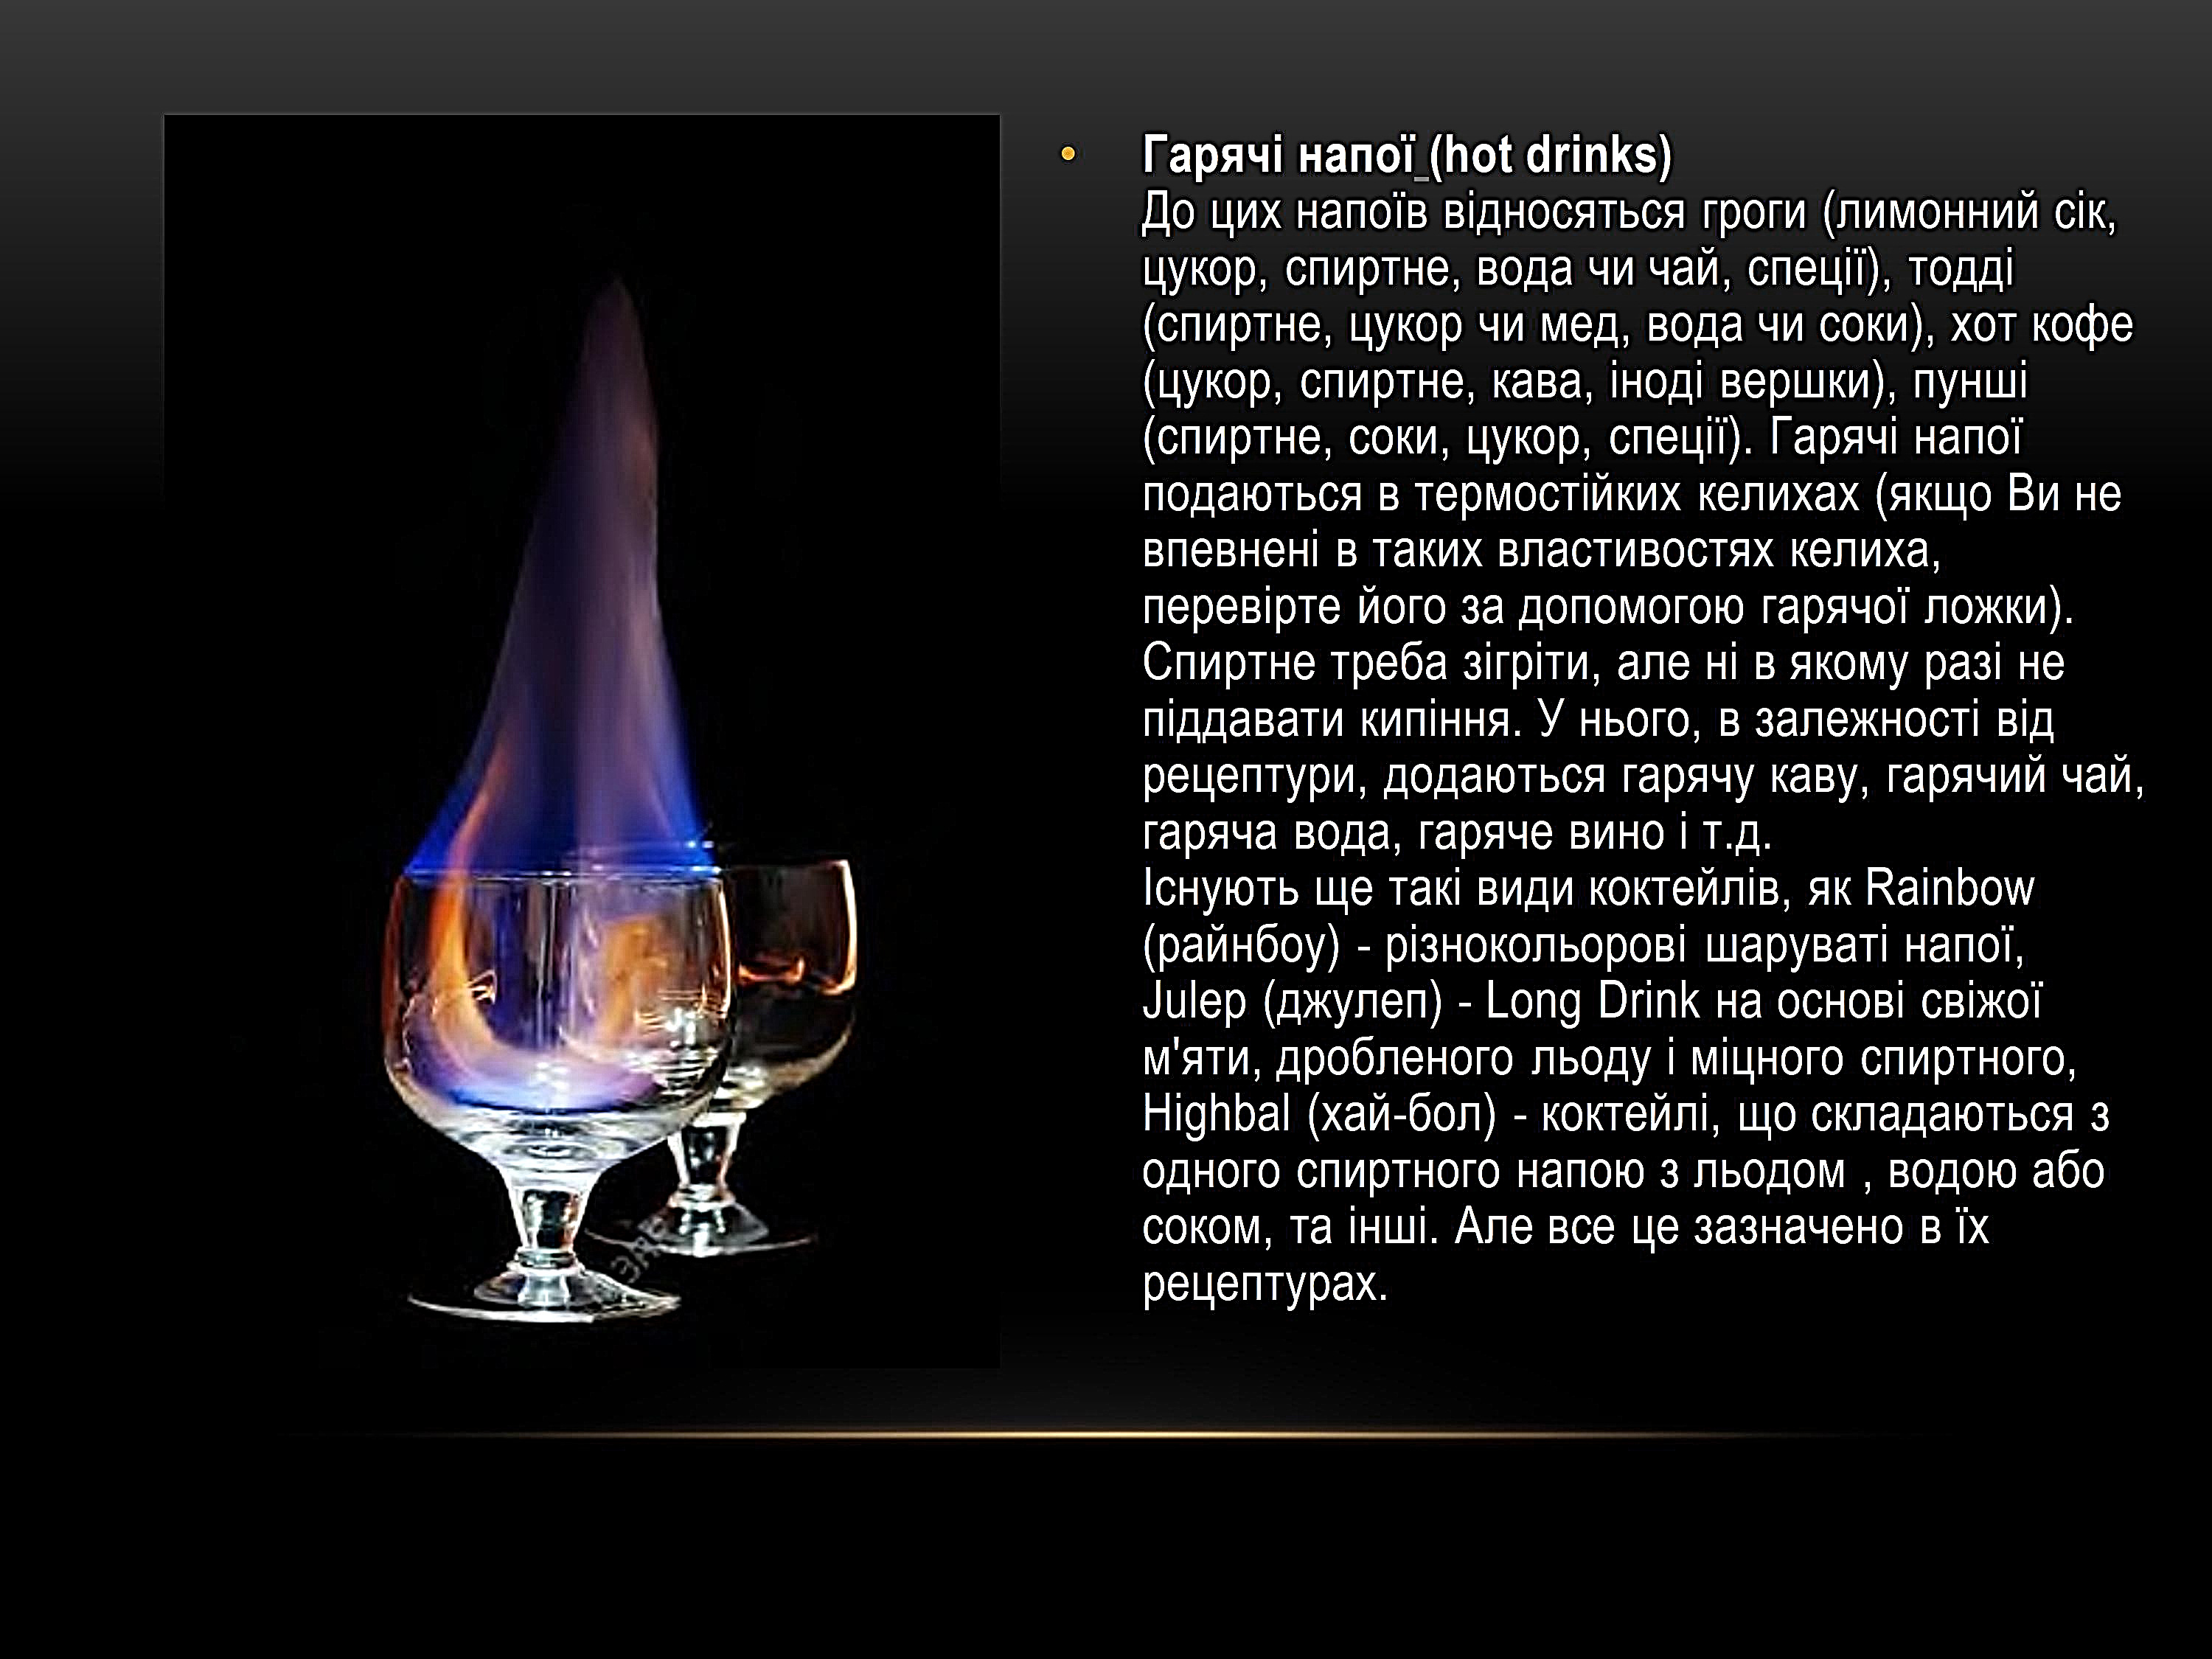 • Гарячі напої (hot drinks)
До цих напоїв відносяться гроги (лимонний сік,
цукор, спиртне, вода чи чай, спеції), тодді
(спиртне, цукор чи мед, вода чи соки), хот кофе
(цукор, спиртне, кава, іноді вершки), пунші
(спиртне, соки, цукор, спеції). Гарячі напої
подаються в термостійких келихах (якщо Ви не
впевнені в таких властивостях келиха,
перевірте його за допомогою гарячої ложки).
Спиртне треба зігріти, але ні в якому разі не
піддавати кипіння. У нього, в залежності від
рецептури, додаються гарячу каву, гарячий чай,
гаряча вода, гаряче вино і т.д.
Існують ще такі види коктейлів, як Rainbow
(райнбоу) - різнокольорові шаруваті напої,
Julep (джулеп) - Long Drink на основі свіжої
м'яти, дробленого льоду і міцного спиртного,
Highbal (хай-бол) - коктейлі, що складаються з
одного спиртного напою з льодом , водою або
соком, та інші. Але все це зазначено в їх
рецептурах.